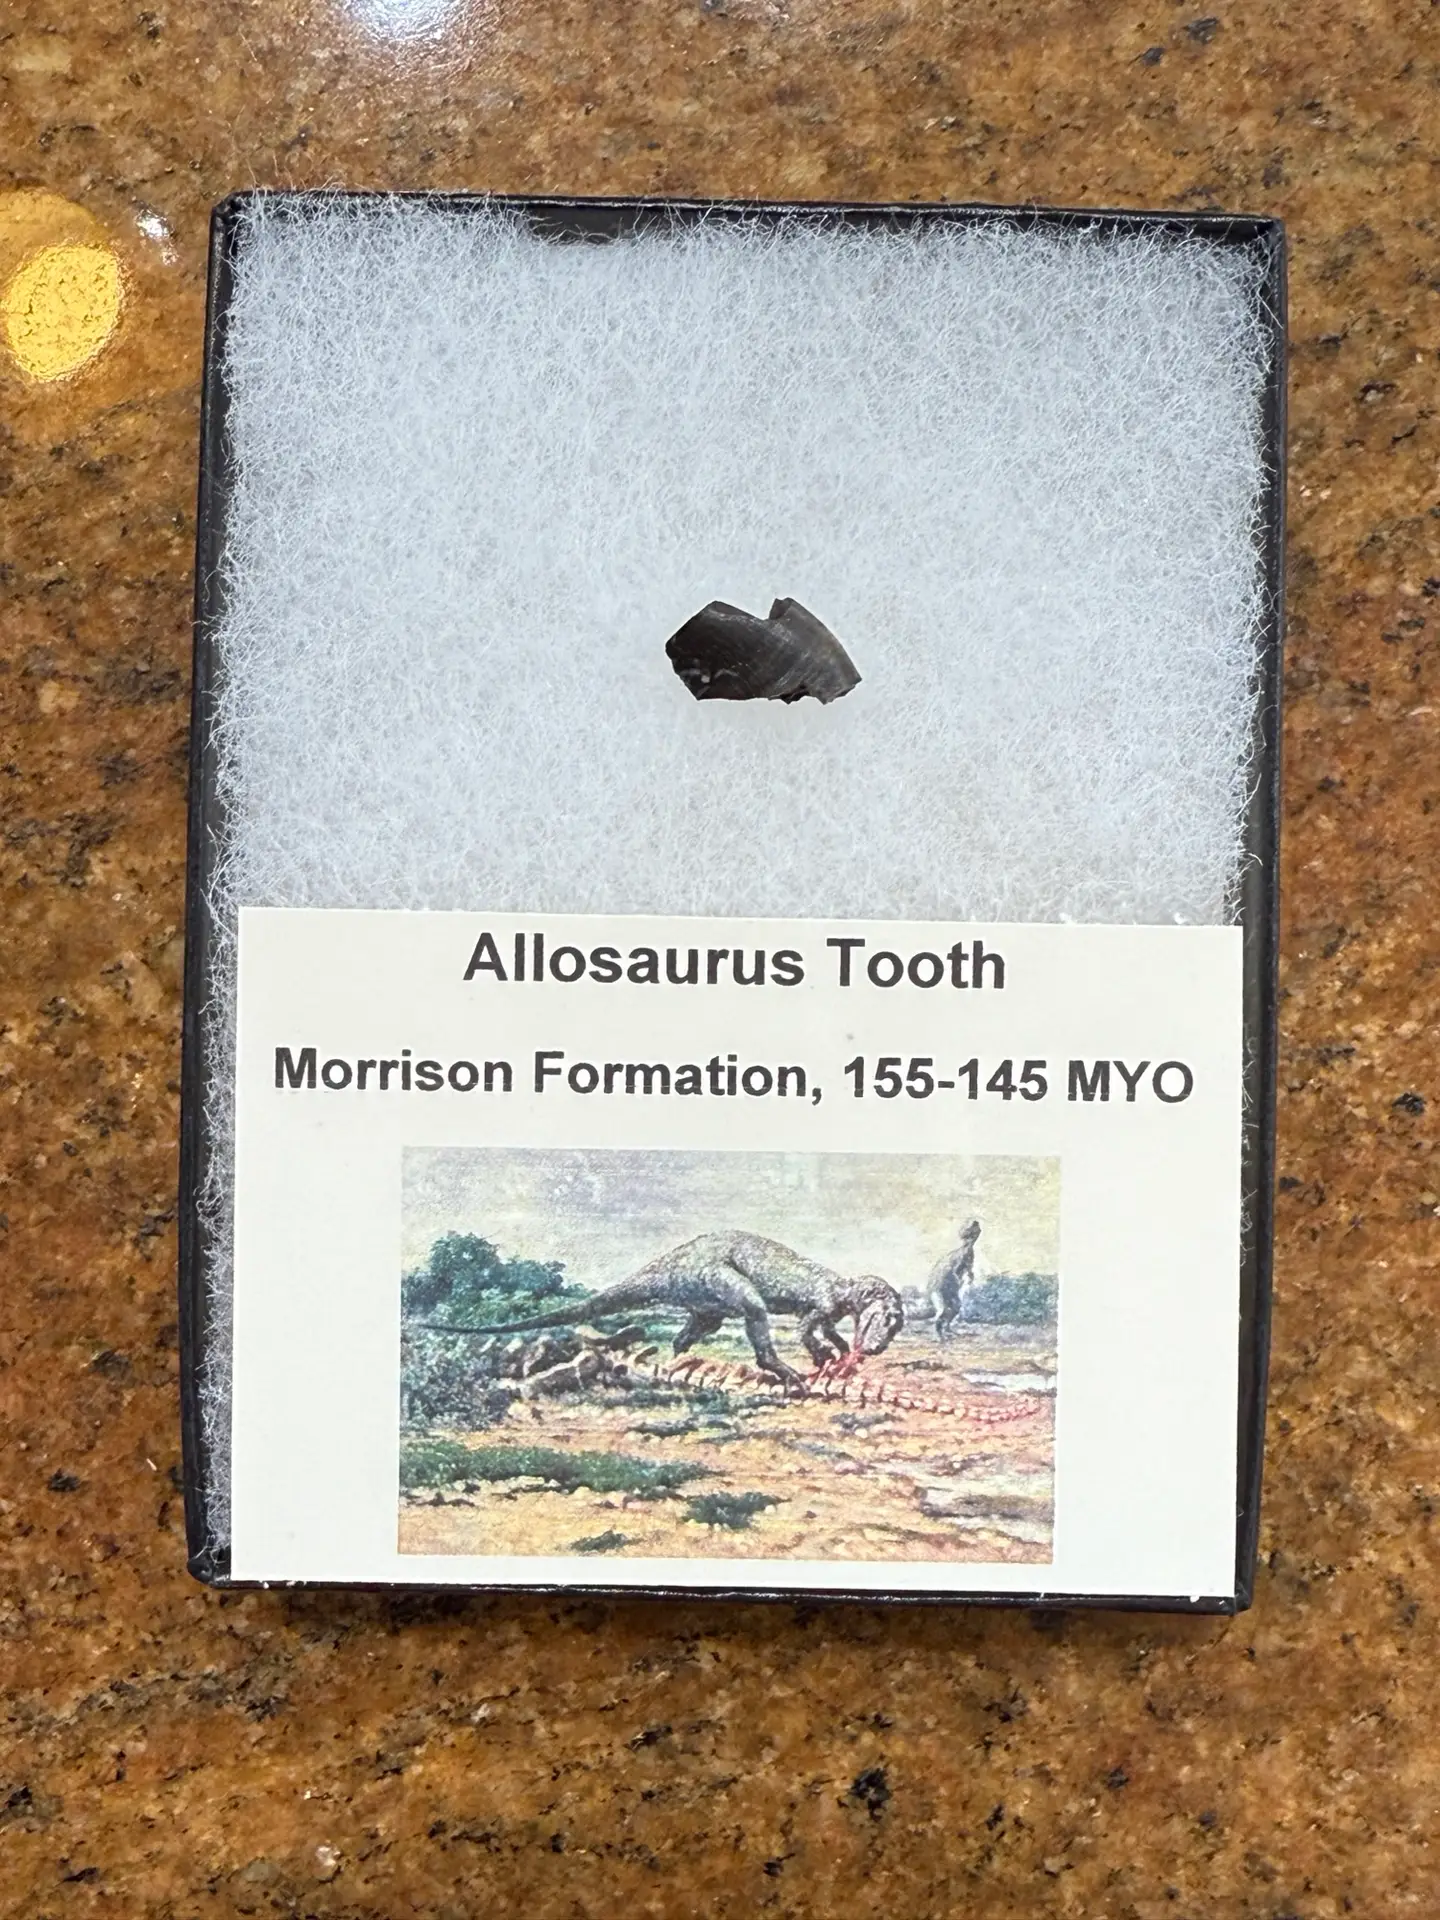 Allosaurus Tooth
Morrison Formation, 155-145 MYO